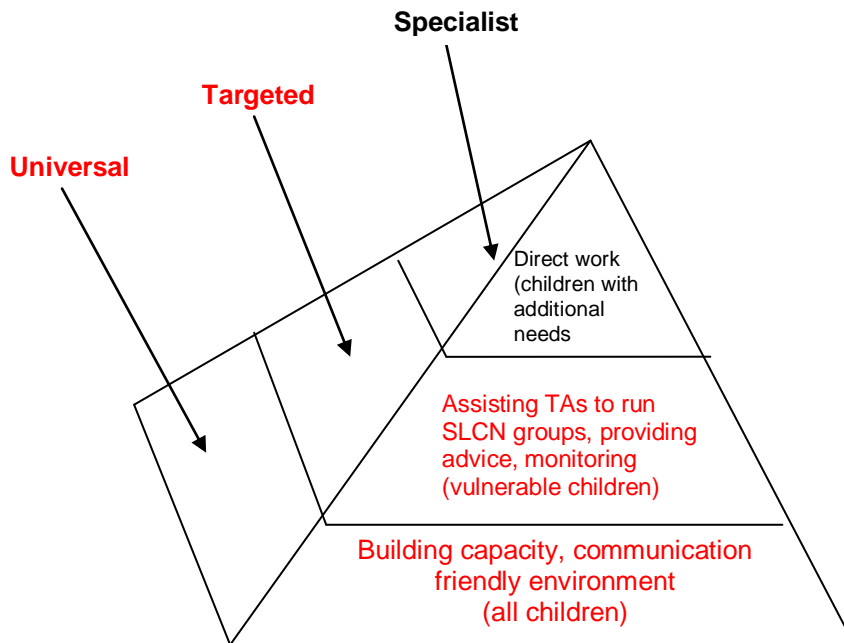 Specialist
Targeted
Universal
Direct work
(children with
additional
needs
Assisting TAs to run
SLCN groups, providing
advice, monitoring
(vulnerable children)
Building capacity, communication
friendly environment
(all children)